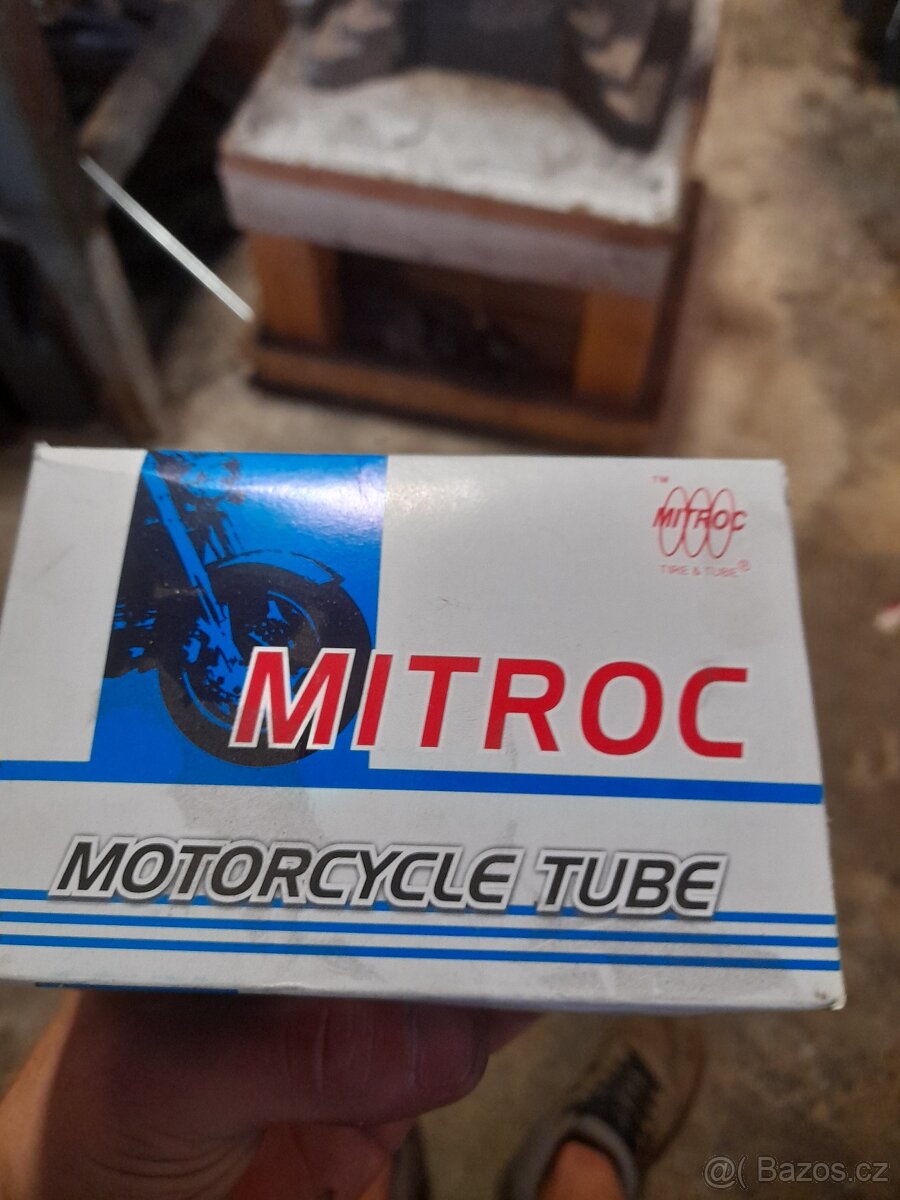 TM
MITROC
TIRE & TUBE®
MITROC
MOTORCYCLE TUBE
@( Bazos.cz